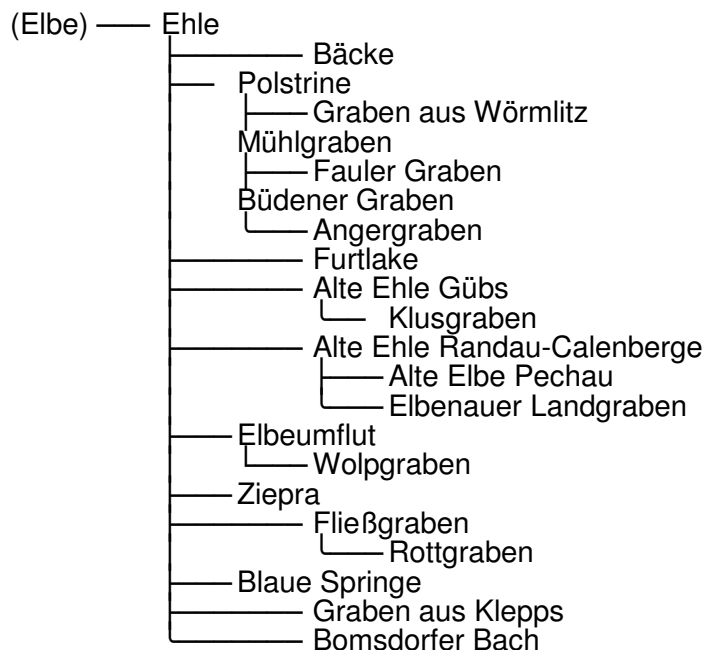 (Elbe) Ehle
Bäcke
Polstrine
Graben aus Wörmlitz
Mühlgraben
Fauler Graben
Büdener Graben
Angergraben
Furtlake
Alte Ehle Gübs
Klusgraben
Alte Ehle Randau-Calenberge
Alte Elbe Pechau
Elbenauer Landgraben
Elbeumflut
Wolpgraben
Ziepra
Fließgraben
Rottgraben
Blaue Springe
Graben aus Klepps
Bomsdorfer Bach